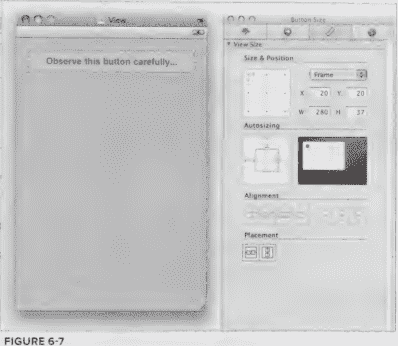 View
Observe this button carefully...
Button Size
View Size
Size & Position
Frame
X 20 Y 20
W 280 H 37
Autosizing
Alignment
Placement
FIGURE 6-7